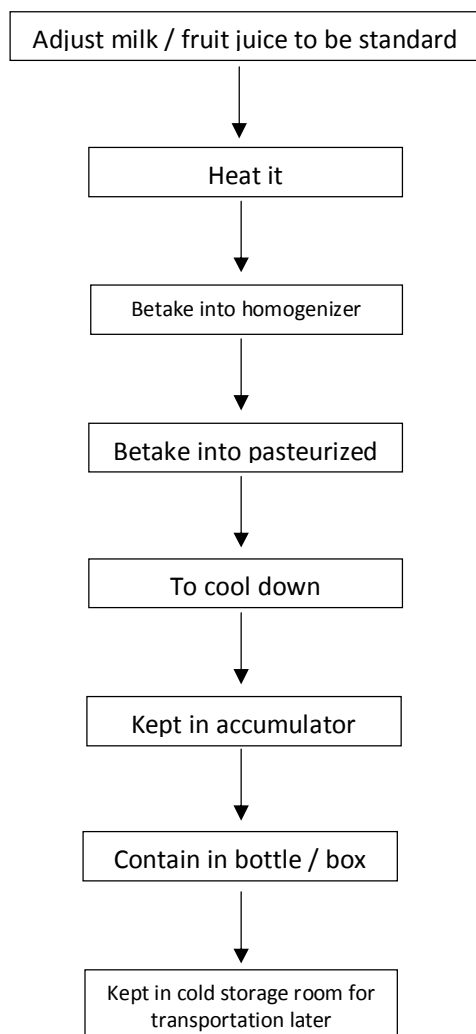 Adjust milk / fruit juice to be standard
Heat it
Betake into homogenizer
Betake into pasteurized
To cool down
Kept in accumulator
Contain in bottle / box
Kept in cold storage room for
transportation later